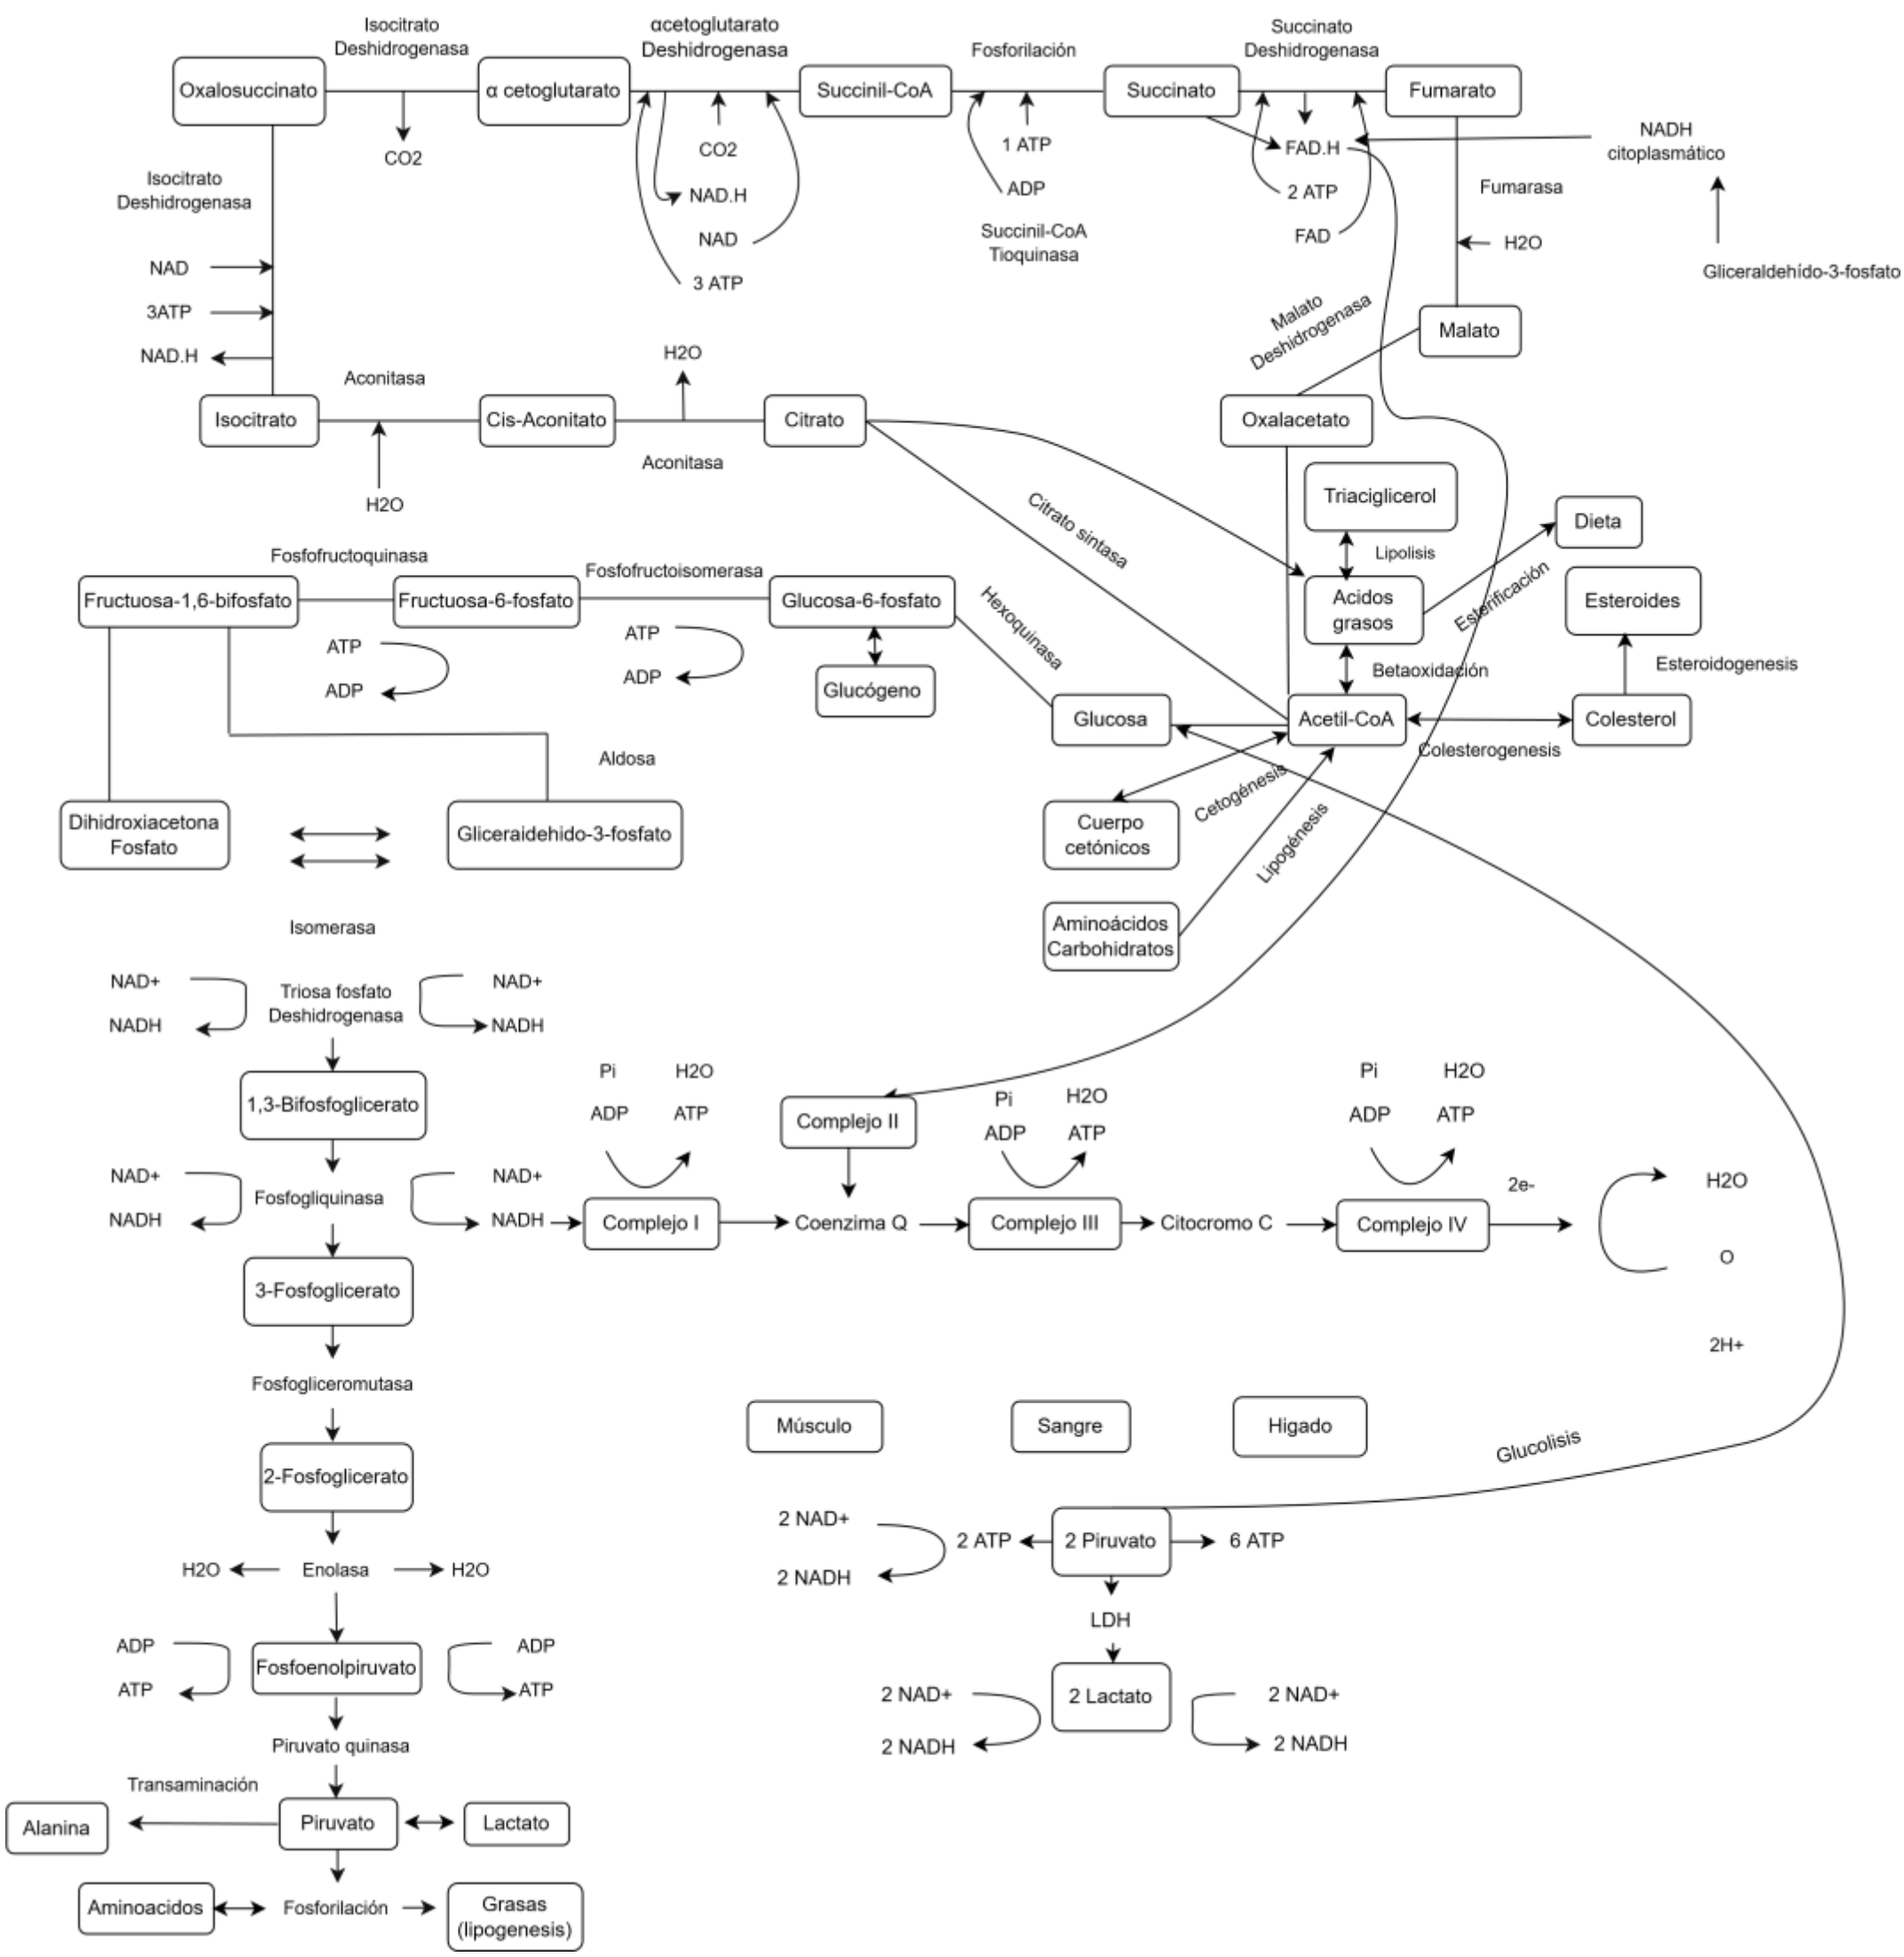 Isocitrato
Deshidrogenasa
αcetoglutarato
Deshidrogenasa
Fosforilación
Succinato
Deshidrogenasa
Oxalosuccinato
α cetoglutarato
Succinil-CoA
Succinato
Fumarato
CO2
CO2
NAD.H
NAD
3 ATP
1 ATP
ADP
Succinil-CoA
Tioquinasa
FAD.H
2 ATP
FAD
NADH
citoplasmático
Fumarasa
H2O
Gliceraldehído-3-fosfato
Isocitrato
Deshidrogenasa
NAD
3ATP
NAD.H
Malato
Deshidrogenasa
Malato
H2O
Aconitasa
Isocitrato
Cis-Aconitato
Citrato
Oxalacetato
Aconitasa
H2O
Citrato sintasa
Triaciglicerol
Lipolisis
Dieta
Fosfofructoquinasa
Fosfofructoisomerasa
Fructuosa-1,6-bifosfato
Fructuosa-6-fosfato
Glucosa-6-fosfato
Hexoquinasa
Acidos
grasos
Esterificación
Esteroides
ATP
ADP
ATP
ADP
Glucógeno
Betaoxidación
Esteroidogenesis
Glucosa
Acetil-CoA
Colesterol
Colesterogenesis
Aldosa
Cetogénesis
Dihidroxiacetona
Fosfato
Gliceraidehido-3-fosfato
Cuerpo
cetónicos
Lipogénesis
Isomerasa
Aminoácidos
Carbohidratos
NAD+
NADH
Triosa fosfato
Deshidrogenasa
NAD+
NADH
1,3-Bifosfoglicerato
Pi
H2O
ADP
ATP
Complejo II
Pi
H2O
ADP
ATP
Pi
H2O
ADP
ATP
NAD+
NADH
Fosfogliquinasa
NAD+
NADH
Complejo I
Coenzima Q
Complejo III
Citocromo C
Complejo IV
2e-
H2O
O
2H+
3-Fosfoglicerato
Fosfogliceromutasa
Músculo
Sangre
Higado
Glucolisis
2-Fosfoglicerato
2 NAD+
2 NADH
2 ATP
2 Piruvato
6 ATP
H2O
Enolasa
H2O
LDH
ADP
ATP
Fosfoenolpiruvato
ADP
ATP
2 NAD+
2 NADH
2 Lactato
2 NAD+
2 NADH
Piruvato quinasa
Transaminación
Alanina
Piruvato
Lactato
Aminoacidos
Fosforilación
Grasas
(lipogenesis)